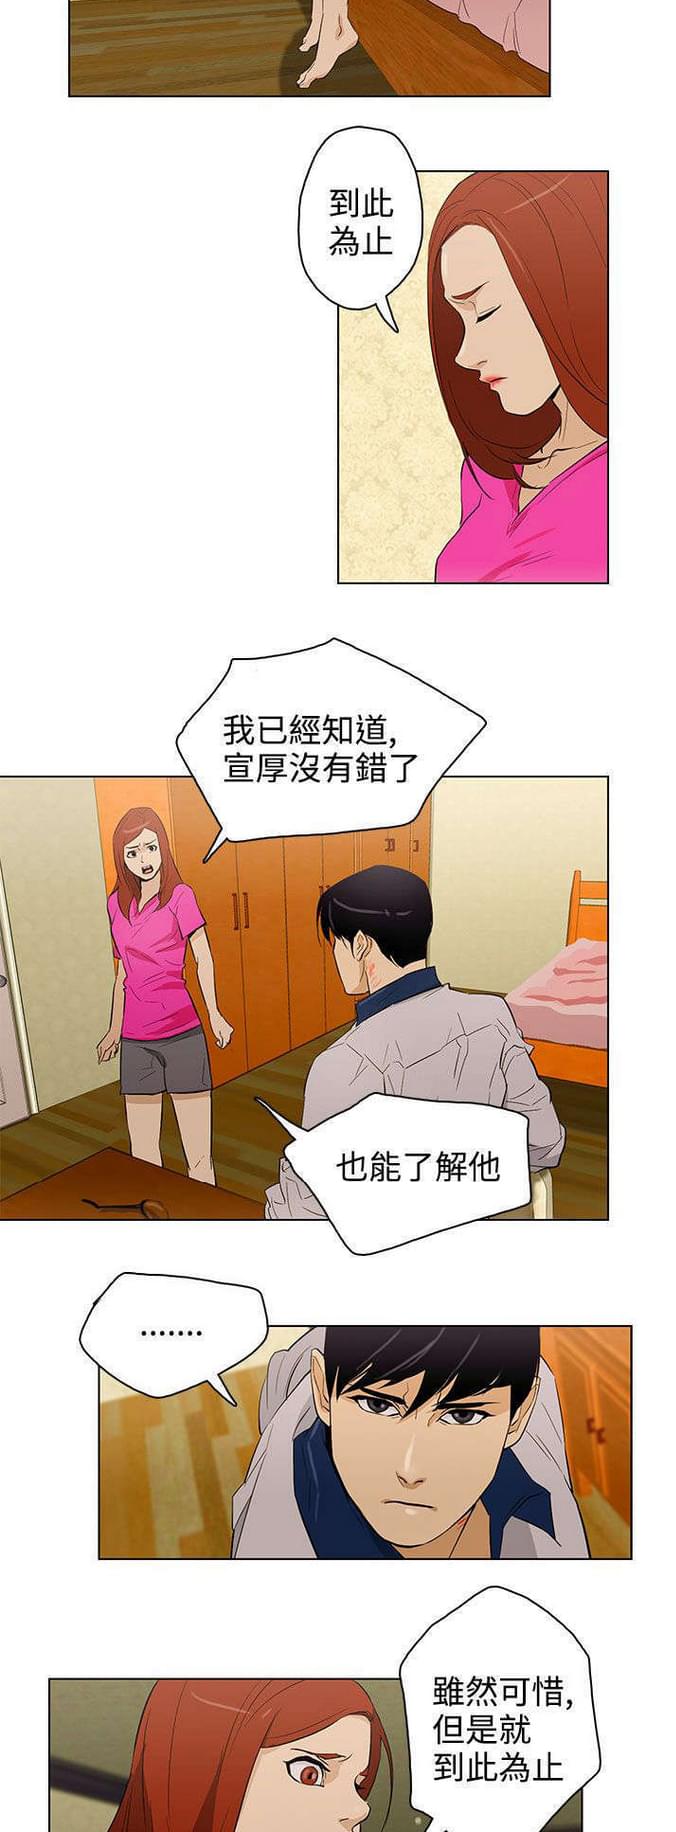 到此
為止
我已經知道,
宣厚沒有錯了
也能了解他
.......
雖然可惜,
但是就
到此為止